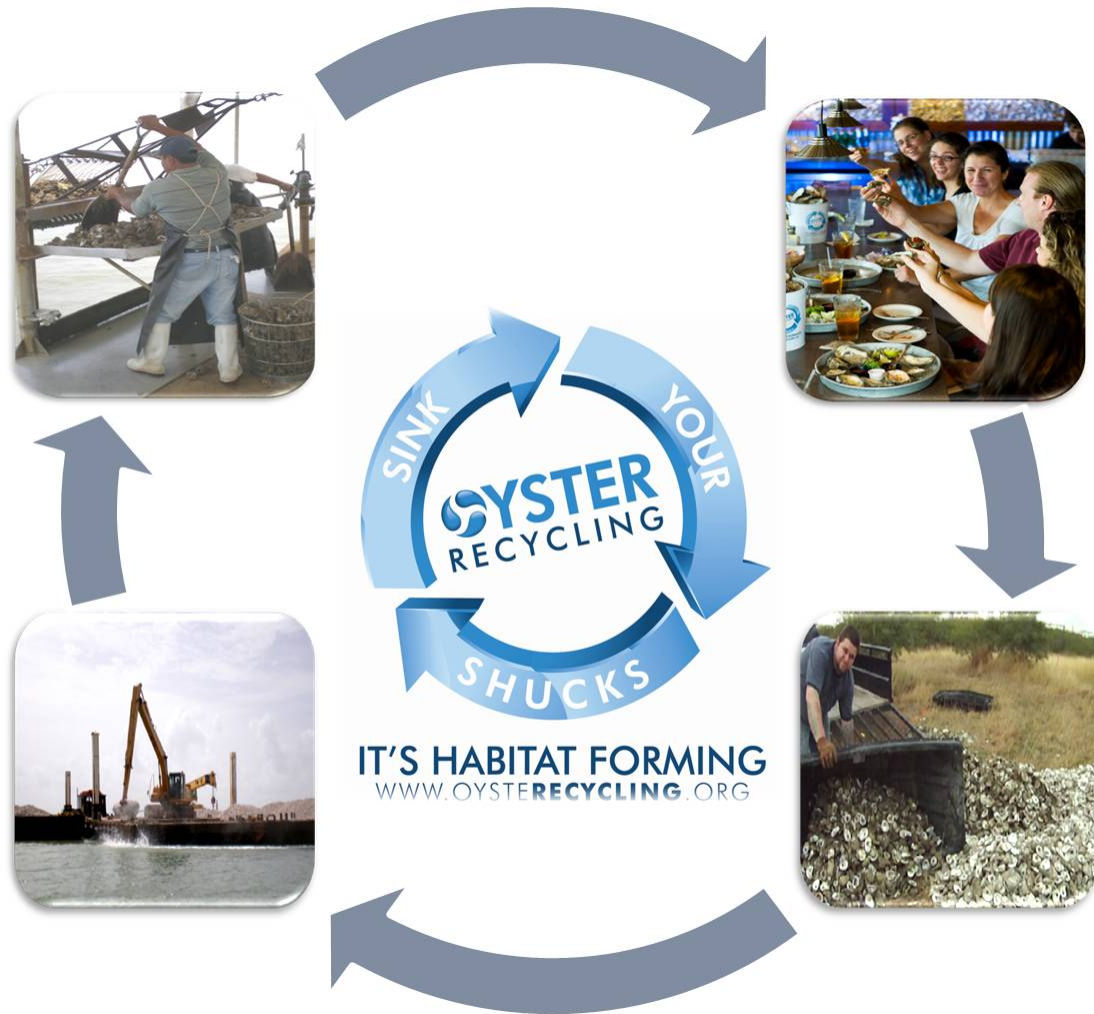 SINK
YOUR
OYSTER
RECYCLING
SHUCKS
IT'S HABITAT FORMING
WWW.OYSTERECYCLING.ORG